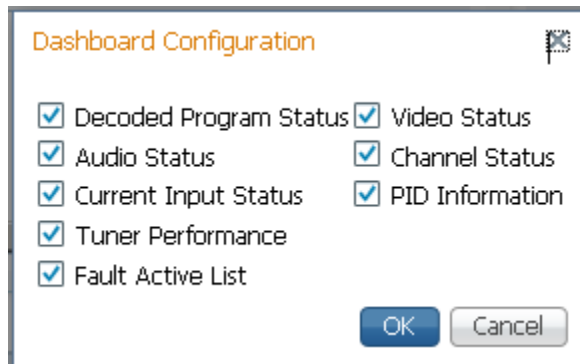 Dashboard Configuration
Decoded Program Status Video Status
Audio Status Channel Status
Current Input Status PID Information
Tuner Performance
Fault Active List
OK Cancel